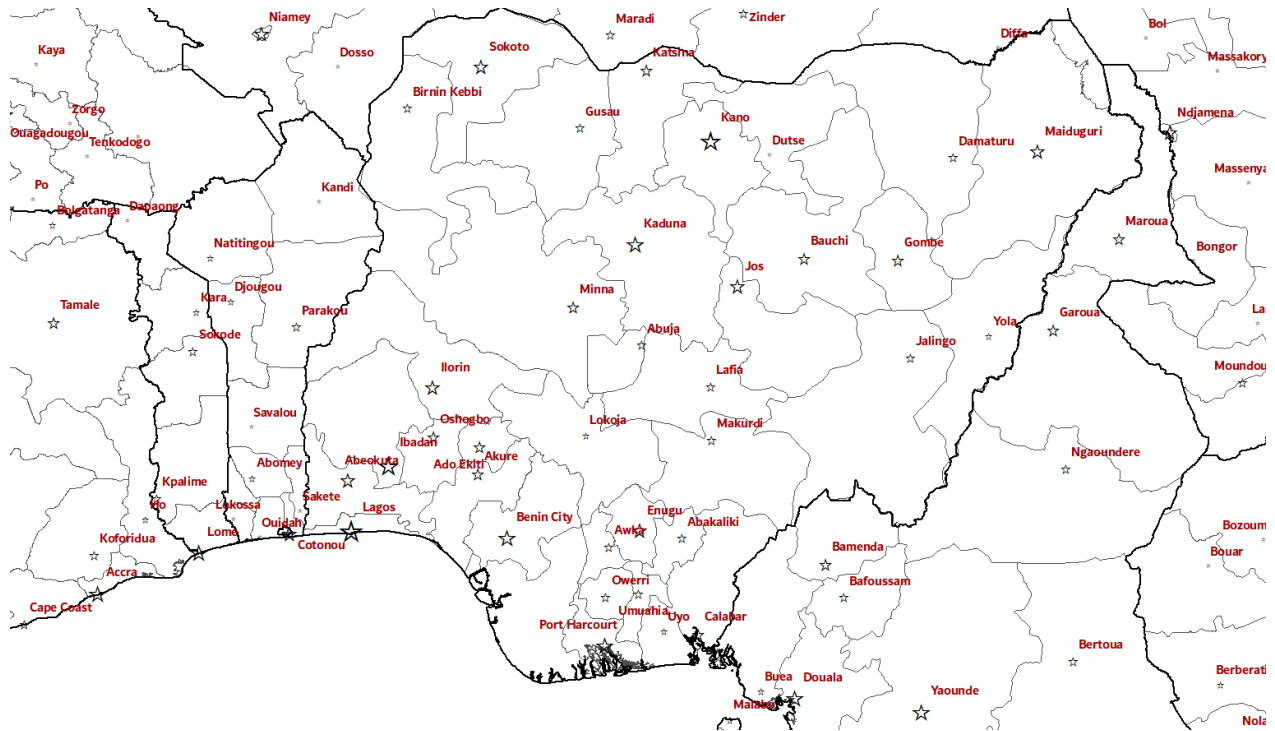 Niamey
Maradi
Zinder
Bol
Diffa
Kaya
Dosso
Sokoto
Katsina
Massakory
Birnin Kebbi
Gusau
Zorgo
Kano
Ndjamena
Ouagadougou
Tenkodogo
Dutse
Damaturu
Maiduguri
Po
Kandi
Massenya
Bolgatanga
Dapaong
Natitingou
Kaduna
Bauchi
Gombe
Maroua
Bongor
Jos
Djougou
Tamale
Kara
Parakou
Minna
Garoua
La
Sokode
Abuja
Yola
Jalingo
Ilorin
Lafia
Moundou
Savalou
Oshogbo
Lokoja
Makurdi
Ibadan
Abeokuta
Ado Ekiti
Akure
Abomey
Ngaoundere
Kpalime
Sakete
Ho
Lokossa
Lagos
Lome
Ouidah
Benin City
Enugu
Awka
Abakaliki
Bozoum
Koforidua
Cotonou
Bamenda
Bouar
Accra
Owerri
Bafoussam
Cape Coast
Port Harcourt
Umuahia
Uyo
Calabar
Bertoua
Buea
Douala
Yaounde
Berberati
Malabo
Nola